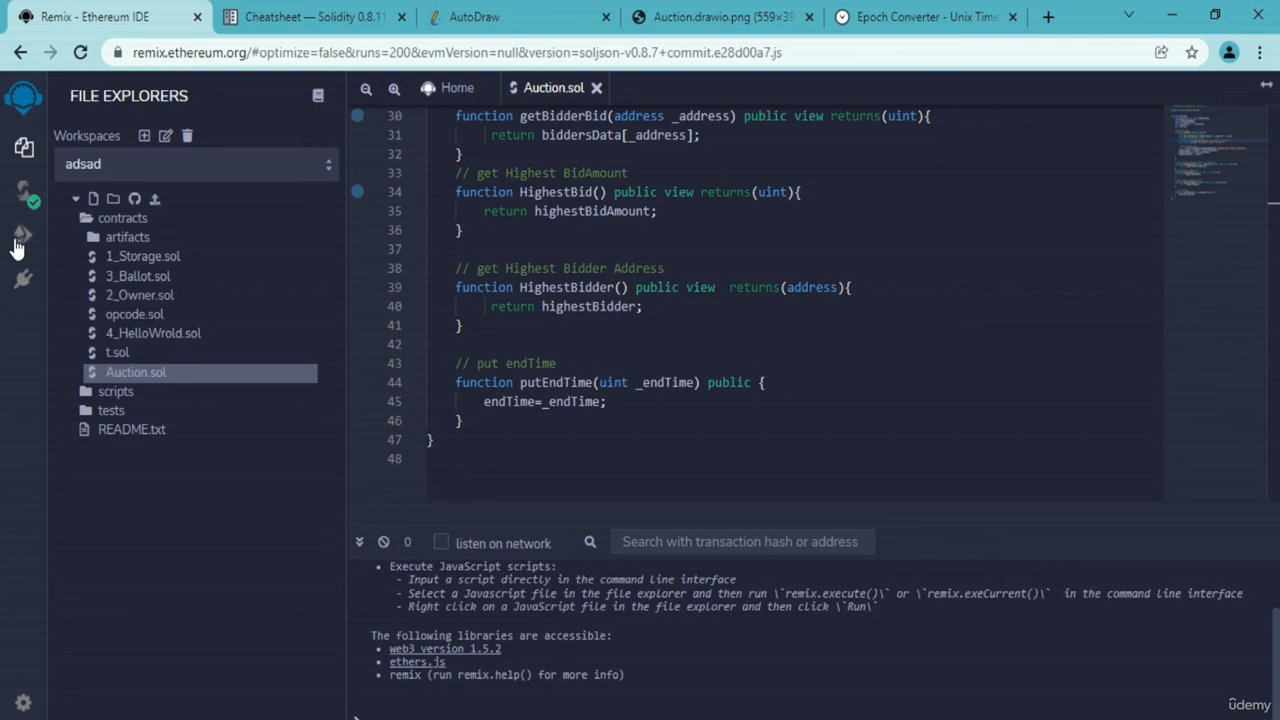 Remix - Ethereum IDE
Cheatsheet — Solidity 0.8.11
AutoDraw
Auction.drawio.png (559×39
Epoch Converter - Unix Time
remix.ethereum.org/#optimize=false&runs=200&evmVersion=null&version=soljson-v0.8.7+commit.e28d00a7.js
FILE EXPLORERS
Workspaces
adsad
contracts
artifacts
1_Storage.sol
3_Ballot.sol
2_Owner.sol
opcode.sol
4_HelloWrold.sol
t.sol
Auction.sol
scripts
tests
README.txt
Home
Auction.sol
30 function getBidderBid(address _address) public view returns(uint){
31 return biddersData[_address];
32 }
33 // get Highest BidAmount
34 function HighestBid() public view returns(uint){
35 return highestBidAmount;
36 }
37
38 // get Highest Bidder Address
39 function HighestBidder() public view  returns(address){
40 return highestBidder;
41 }
42
43 // put endTime
44 function putEndTime(uint _endTime) public {
45 endTime=_endTime;
46 }
47 }
48
0
listen on network
Search with transaction hash or address
• Execute JavaScript scripts:
- Input a script directly in the command line interface
- Select a Javascript file in the file explorer and then run \`remix.execute()\` or \`remix.exeCurrent()\`  in the command line interface
- Right click on a JavaScript file in the file explorer and then click \`Run\`
The following libraries are accessible:
• web3 version 1.5.2
• ethers.js
• remix (run remix.help() for more info)
>
ûdemy